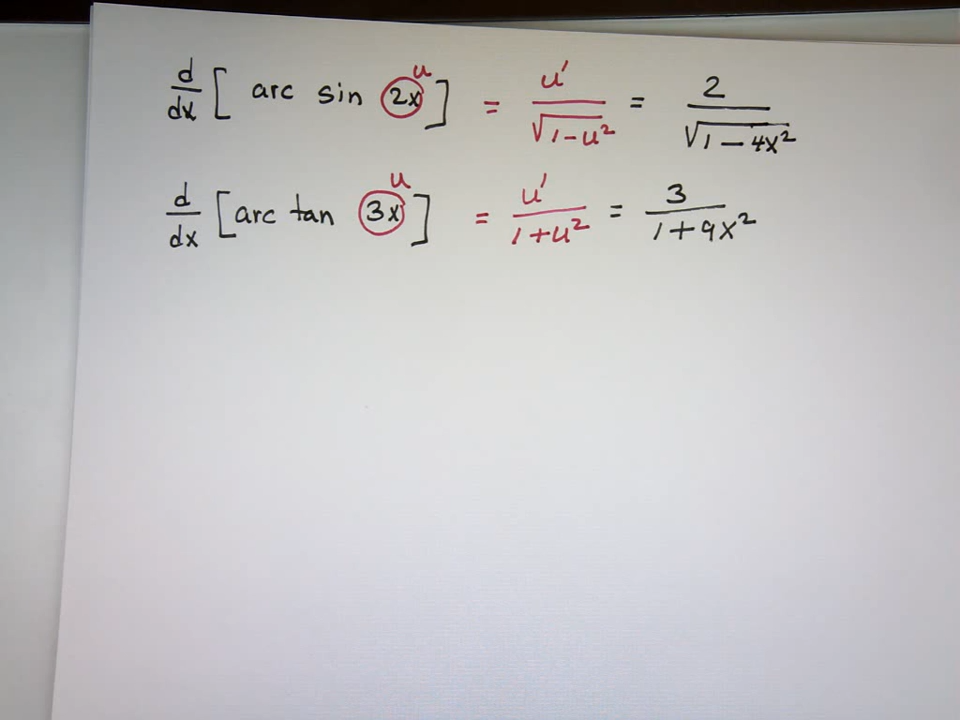 d/dx [arc sin 2x] = u'/√(1-u²) = 2/√(1-4x²) u
d/dx [arc tan 3x] = u'/(1+u²) = 3/(1+9x²) u